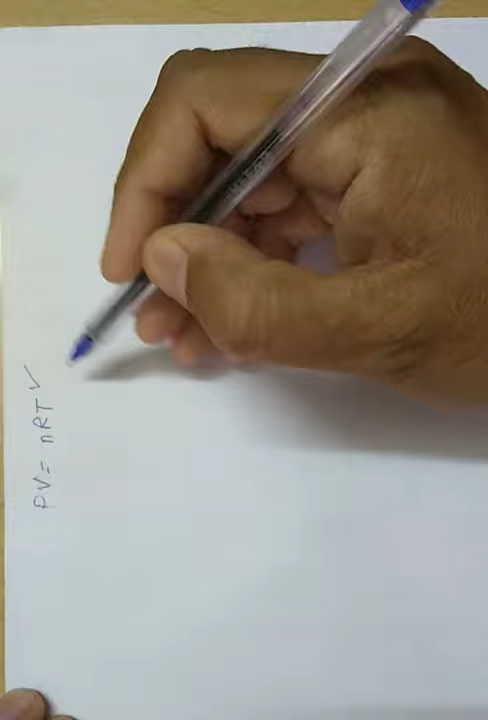 PV = nRT ✓